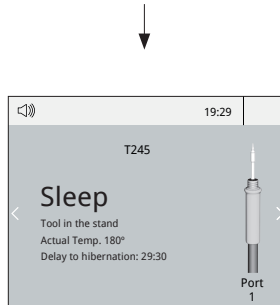 19:29
T245
Sleep
Tool in the stand
Actual Temp. 180º
Delay to hibernation: 29:30
Port
1